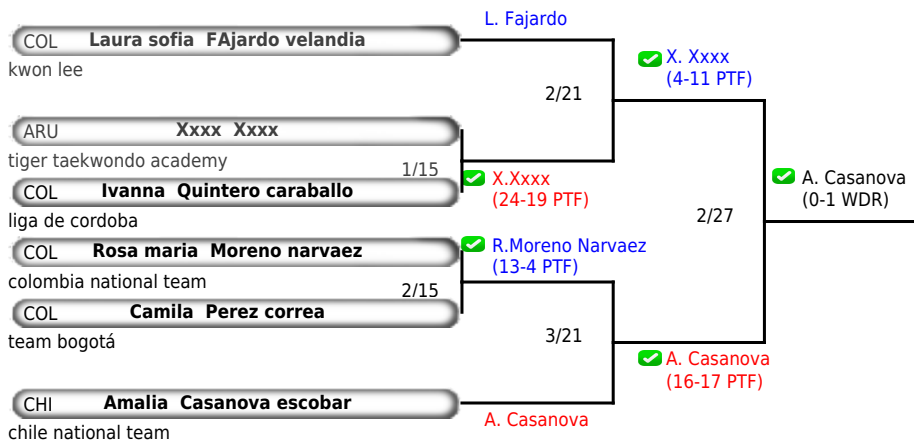 L. Fajardo
COL Laura sofia FAjardo velandia
kwon lee
X. Xxxx
(4-11 PTF)
2/21
ARU Xxxx Xxxx
tiger taekwondo academy
1/15
X.Xxxx
(24-19 PTF)
COL Ivanna Quintero caraballo
liga de cordoba
A. Casanova
(0-1 WDR)
2/27
COL Rosa maria Moreno narvaez
colombia national team
R.Moreno Narvaez
(13-4 PTF)
2/15
COL Camila Perez correa
team bogotá
3/21
A. Casanova
(16-17 PTF)
CHI Amalia Casanova escobar
chile national team
A. Casanova